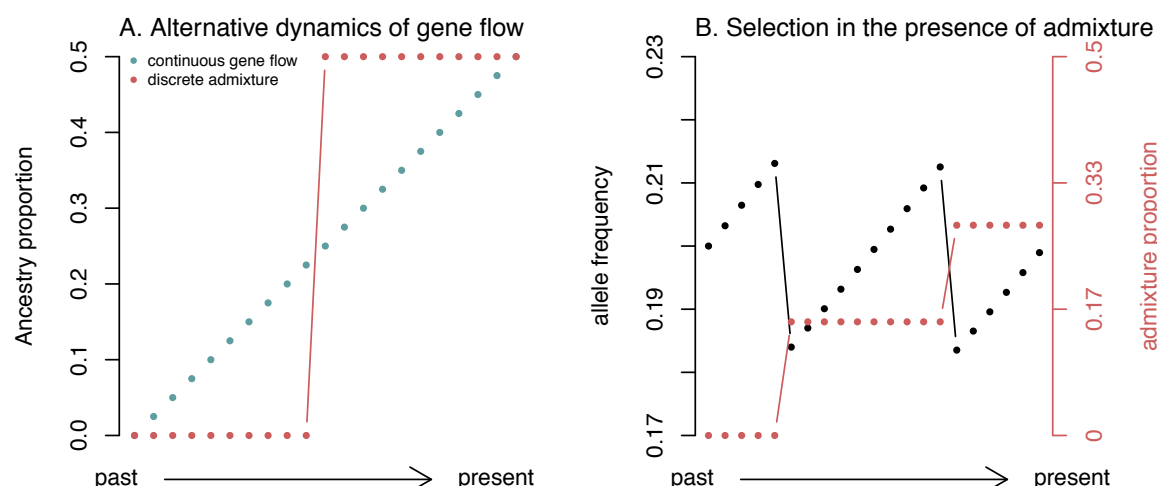 A. Alternative dynamics of gene flow
continuous gene flow
discrete admixture
Ancestry proportion
0.5
0.4
0.3
0.2
0.1
0.0
past
present
B. Selection in the presence of admixture
allele frequency
0.23
0.21
0.19
0.17
0.5
0.33
0.17
0
admixture proportion
past
present